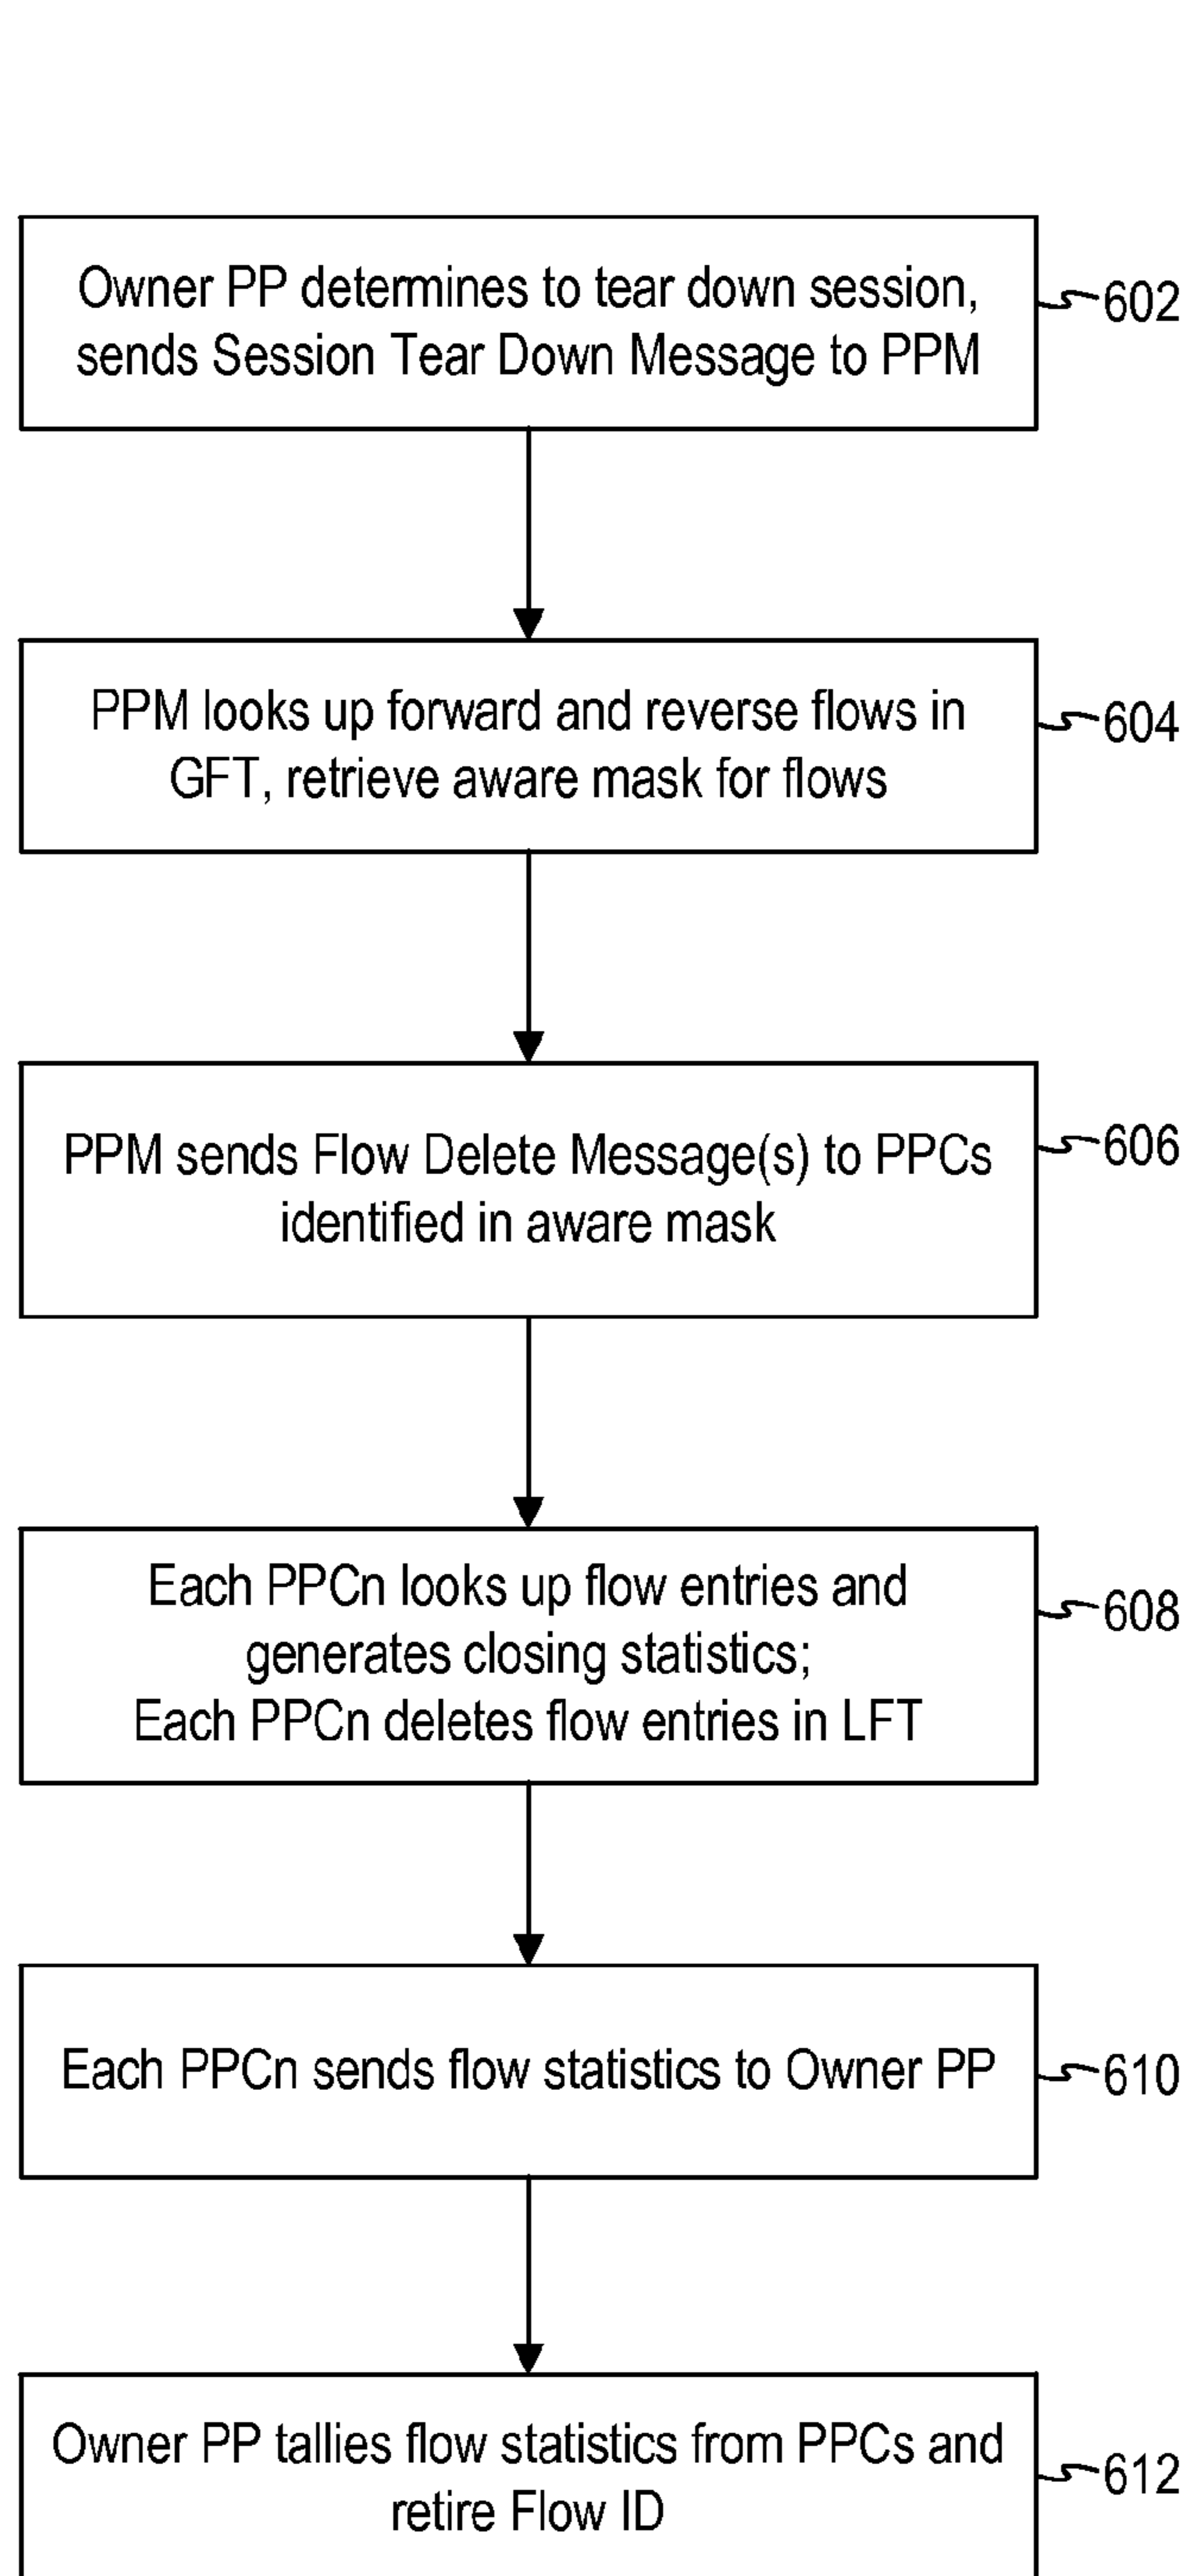 Owner PP determines to tear down session,
sends Session Tear Down Message to PPM
602
PPM looks up forward and reverse flows in
GFT, retrieve aware mask for flows
604
PPM sends Flow Delete Message(s) to PPCs
identified in aware mask
606
Each PPCn looks up flow entries and
generates closing statistics;
Each PPCn deletes flow entries in LFT
608
Each PPCn sends flow statistics to Owner PP
610
Owner PP tallies flow statistics from PPCs and
retire Flow ID
612